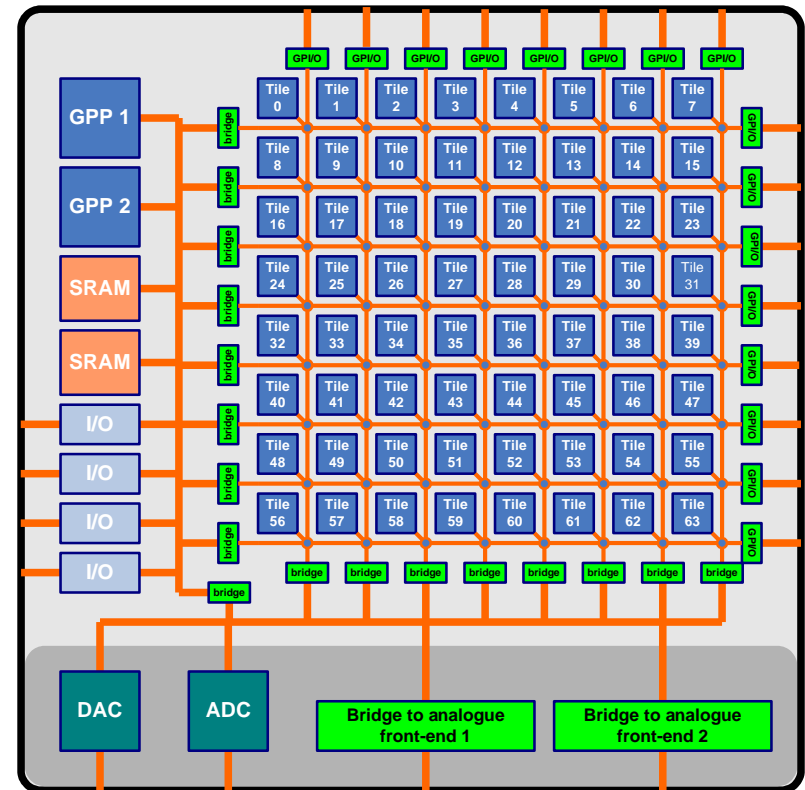 GPI/O GPI/O GPI/O GPI/O GPI/O GPI/O GPI/O GPI/O
GPP 1
GPP 2
SRAM
SRAM
I/O
I/O
I/O
I/O
bridge
bridge
bridge
bridge
bridge
bridge
bridge
bridge
Tile Tile Tile Tile Tile Tile Tile Tile
0 1 2 3 4 5 6 7
Tile Tile Tile Tile Tile Tile Tile Tile
8 9 10 11 12 13 14 15
Tile Tile Tile Tile Tile Tile Tile Tile
16 17 18 19 20 21 22 23
Tile Tile Tile Tile Tile Tile Tile Tile
24 25 26 27 28 29 30 31
Tile Tile Tile Tile Tile Tile Tile Tile
32 33 34 35 36 37 38 39
Tile Tile Tile Tile Tile Tile Tile Tile
40 41 42 43 44 45 46 47
Tile Tile Tile Tile Tile Tile Tile Tile
48 49 50 51 52 53 54 55
Tile Tile Tile Tile Tile Tile Tile Tile
56 57 58 59 60 61 62 63
GPI/O
GPI/O
GPI/O
GPI/O
GPI/O
GPI/O
GPI/O
GPI/O
bridge bridge bridge bridge bridge bridge bridge bridge
bridge
DAC
ADC
Bridge to analogue
front-end 1
Bridge to analogue
front-end 2